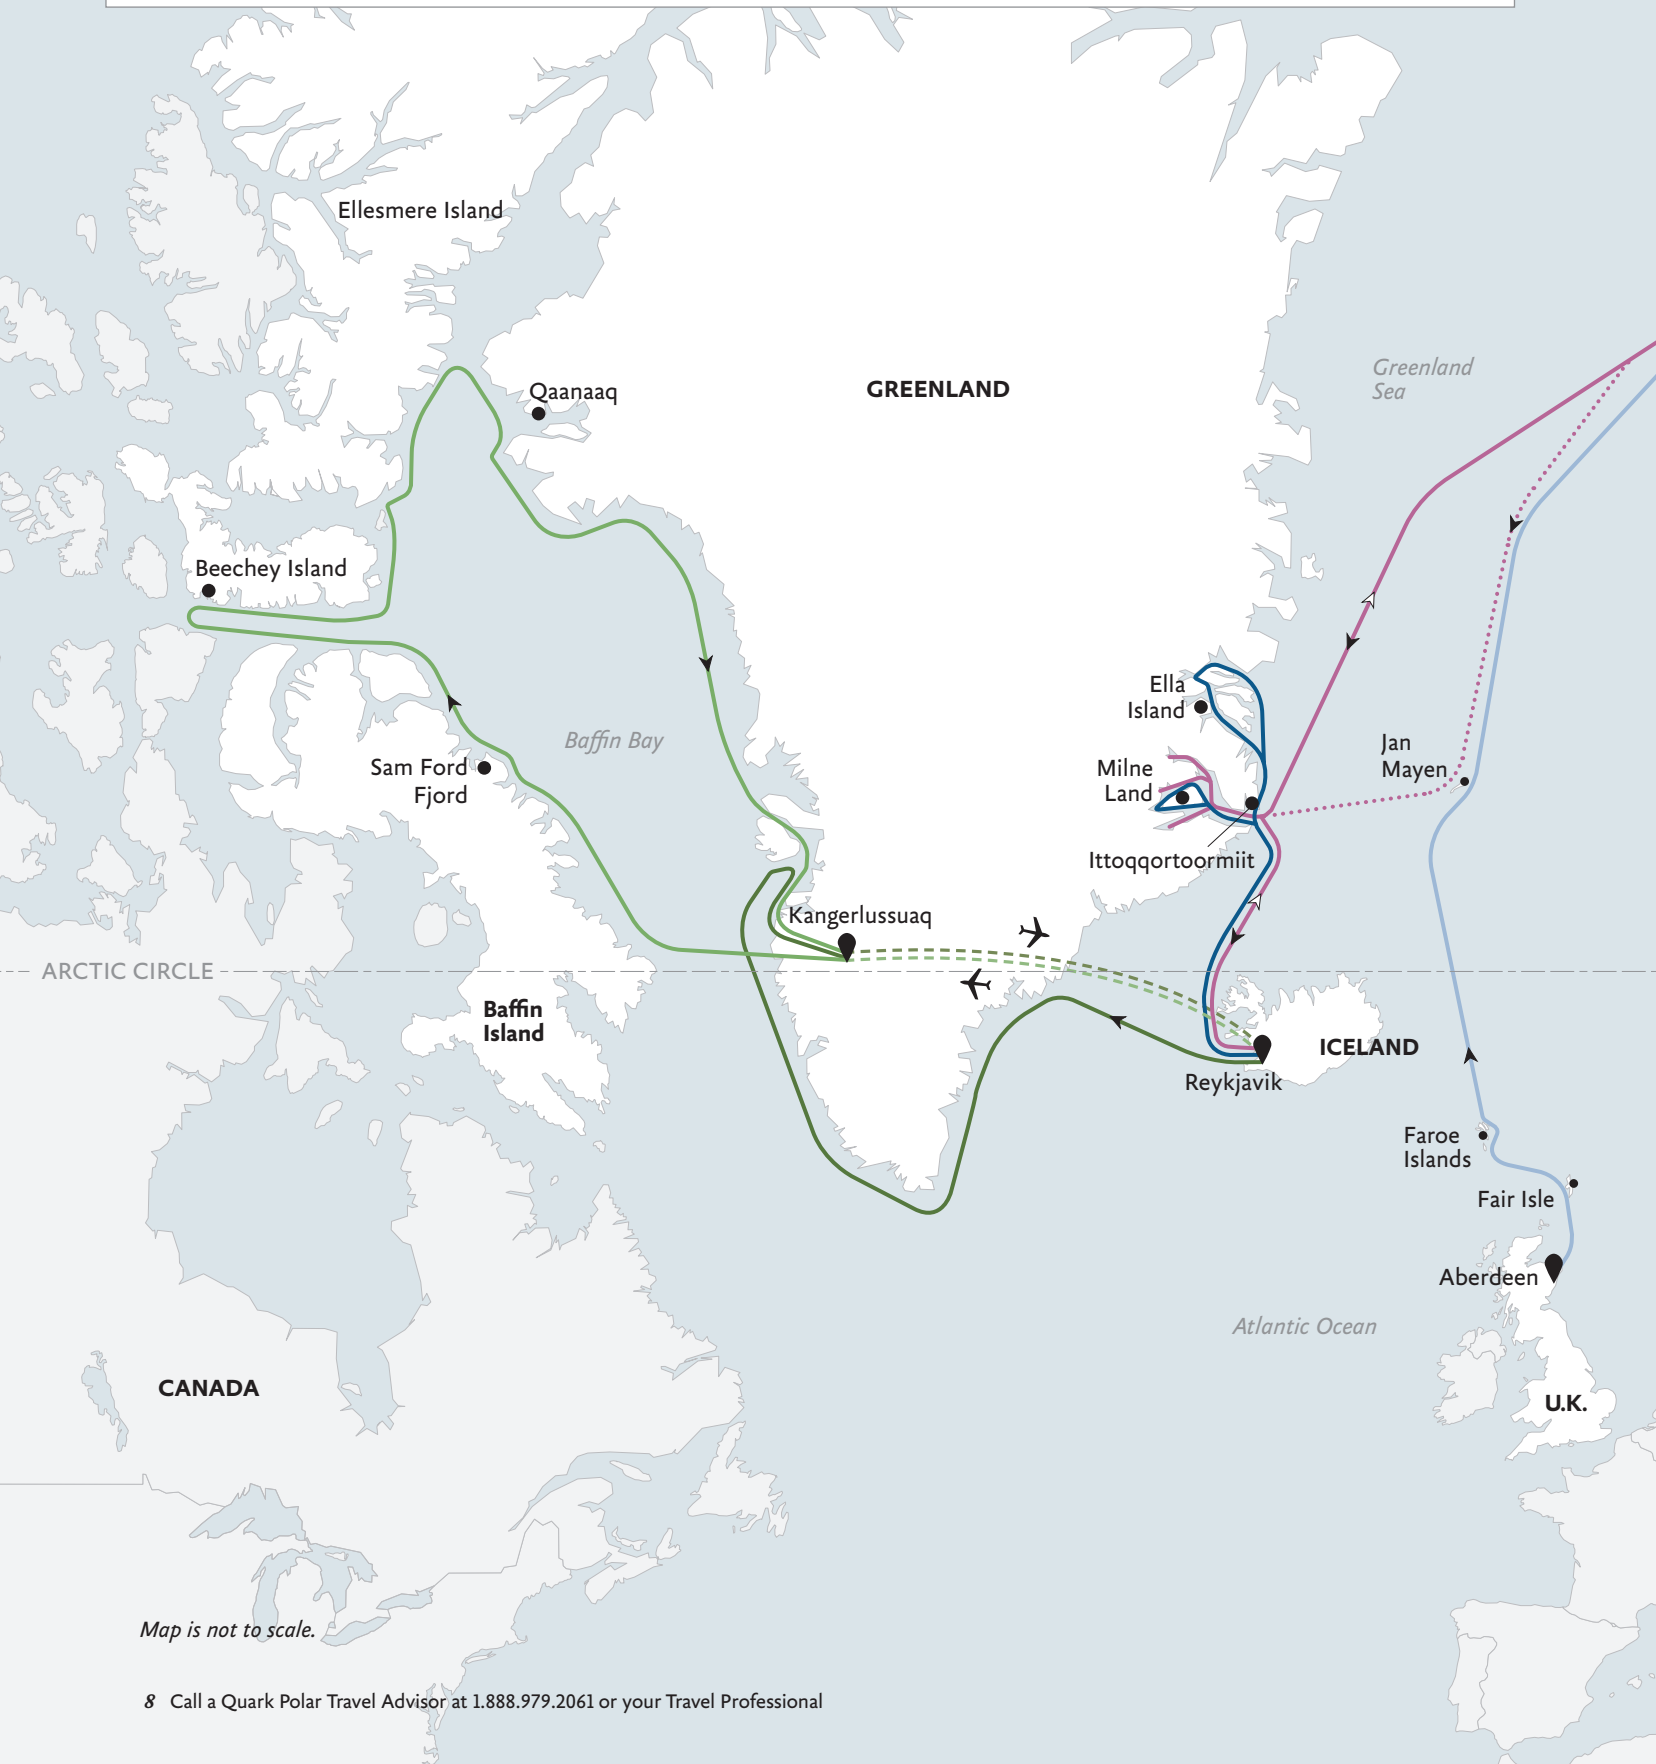 Ellesmere Island
Qaanaaq
GREENLAND
Greenland
Sea
Beechey Island
Ella
Island
Baffin Bay
Jan
Mayen
Sam Ford
Fjord
Milne
Land
Ittoqqortoormiit
Kangerlussuaq
ARCTIC CIRCLE
Baffin
Island
ICELAND
Reykjavik
Faroe
Islands
Fair Isle
Aberdeen
Atlantic Ocean
CANADA
U.K.
Map is not to scale.
8 Call a Quark Polar Travel Advisor at 1.888.979.2061 or your Travel Professional